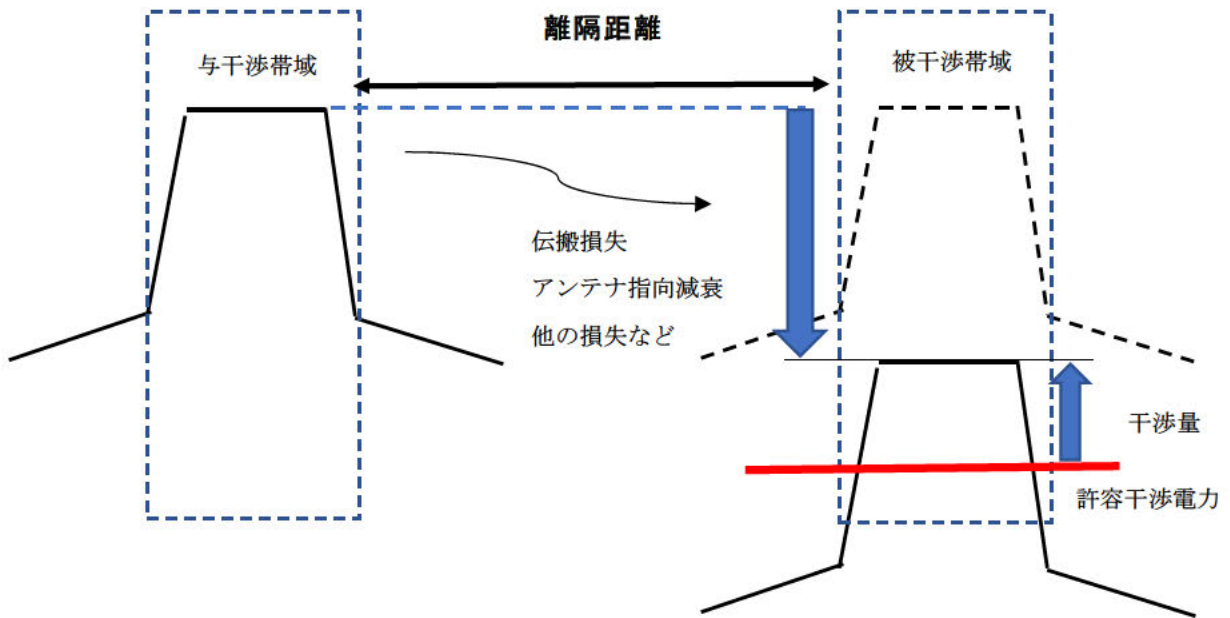 離隔距離
与干渉帯域
被干渉帯域
伝搬損失
アンテナ指向減衰
他の損失など
干渉量
許容干渉電力